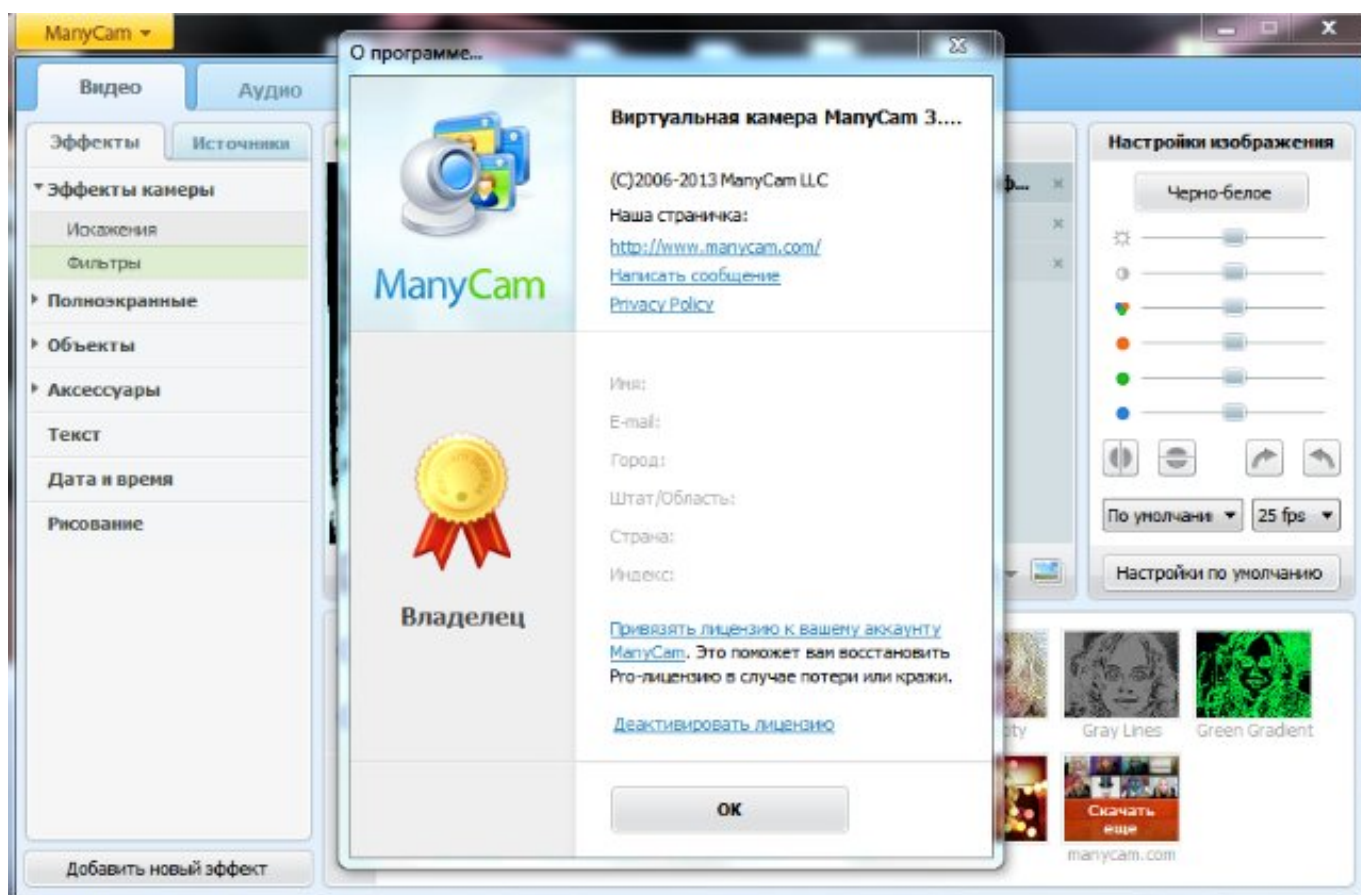 ManyCam
О программе...
Видео
Аудио
Эффекты
Источники
Эффекты камеры
Искажения
Фильтры
Полноэкранные
Объекты
Аксессуары
Текст
Дата и время
Рисование
Добавить новый эффект
ManyCam
Виртуальная камера ManyCam 3....
(C)2006-2013 ManyCam LLC
Наша страничка:
http://www.manycam.com/
Написать сообщение
Privacy Policy
Владелец
Имя:
E-mail:
Город:
Штат/Область:
Страна:
Индекс:
Привязять лицензию к вашему аккаунту
ManyCam. Это поможет вам восстановить
Pro-лицензию в случае потери или кражи.
Деактивировать лицензию
OK
Настройки изображения
Черно-белое
По умолчани
25 fps
Настройки по умолчанию
Gray Lines
Green Gradient
Скачать
еще
manycam.com